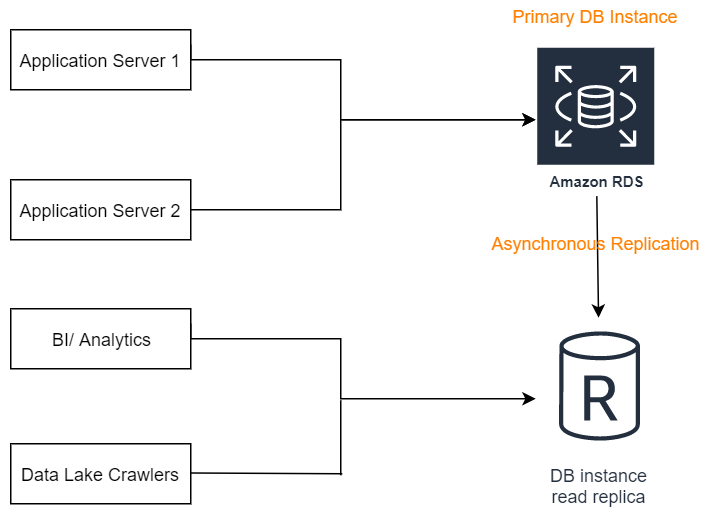 Primary DB Instance
Application Server 1
Amazon RDS
Application Server 2
Asynchronous Replication
BI/ Analytics
R
Data Lake Crawlers
DB instance
read replica